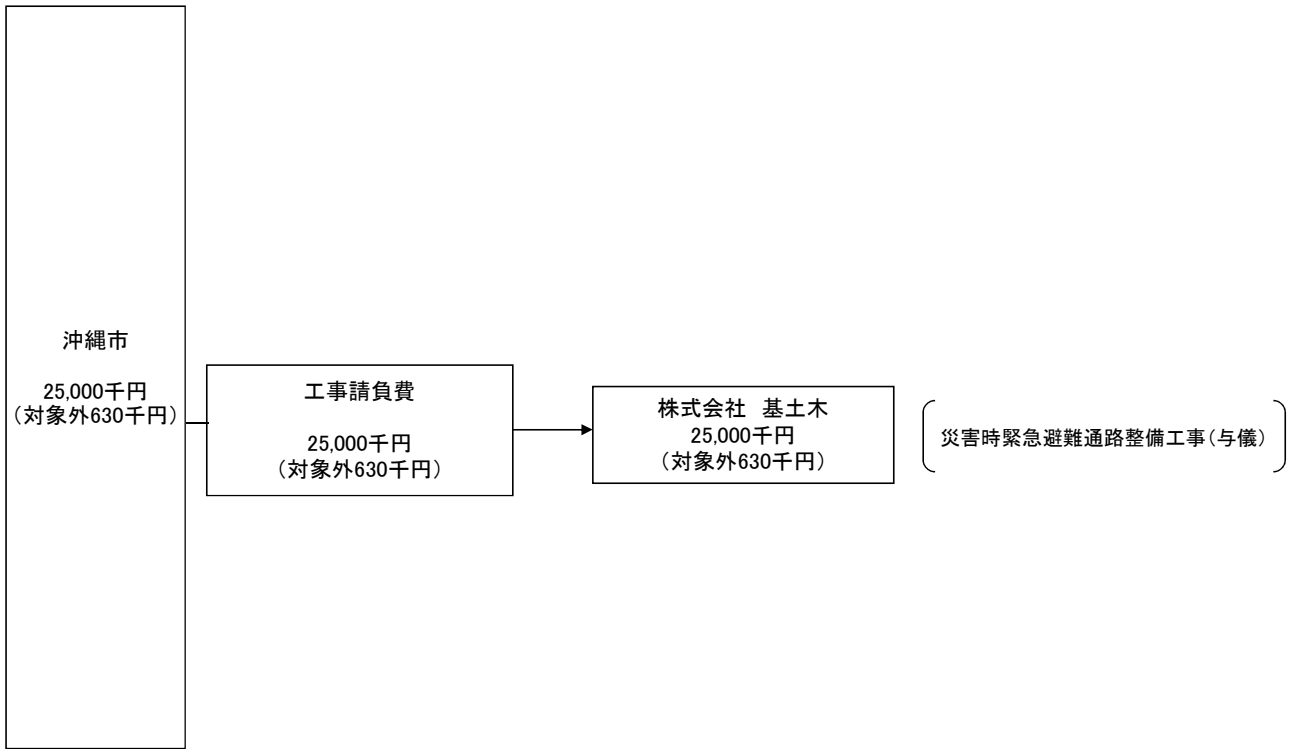 沖縄市
25,000千円
（対象外630千円）
工事請負費
25,000千円
（対象外630千円）
株式会社　基土木
25,000千円
（対象外630千円）
災害時緊急避難通路整備工事（与儀）